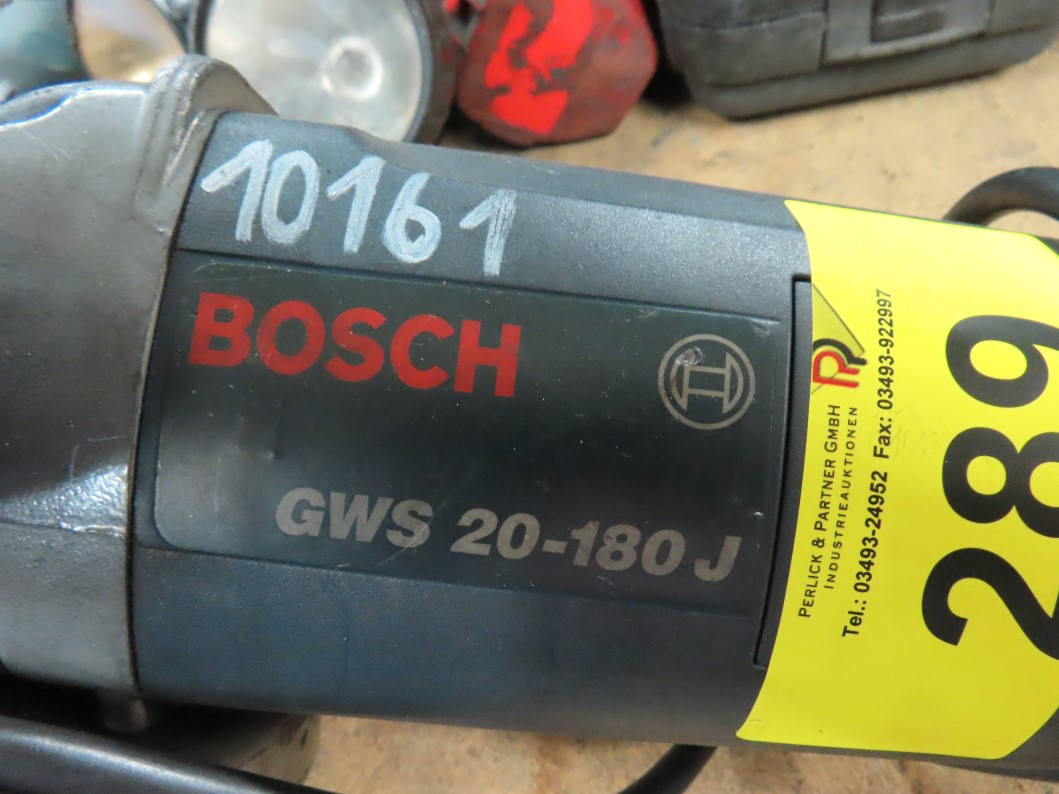 10161
BOSCH
GWS 20-180 J
PERLICK & PARTNER GMBH
INDUSTRIEAUKTIONEN
Tel.: 03493-24952 Fax: 03493-922997
289